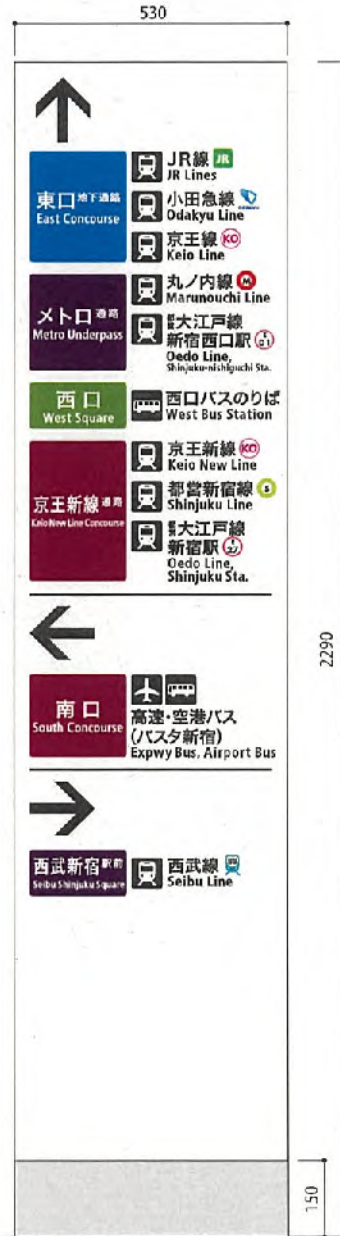 530
東口地下通路
East Concourse
JR線 JR
JR Lines
小田急線
Odakyu Line
京王線 KO
Keio Line
メトロ通路
Metro Underpass
丸ノ内線 M
Marunouchi Line
都営大江戸線
新宿西口駅 E 01
Oedo Line,
Shinjuku-nishiguchi Sta.
西口
West Square
西口バスのりば
West Bus Station
京王新線通路
Keio New Line Concourse
京王新線 KO
Keio New Line
都営新宿線 S
Shinjuku Line
都営大江戸線
新宿駅 E 27
Oedo Line,
Shinjuku Sta.
南口
South Concourse
高速・空港バス
(バスタ新宿)
Expwy Bus, Airport Bus
西武新宿駅前
Seibu Shinjuku Square
西武線
Seibu Line
2290
150